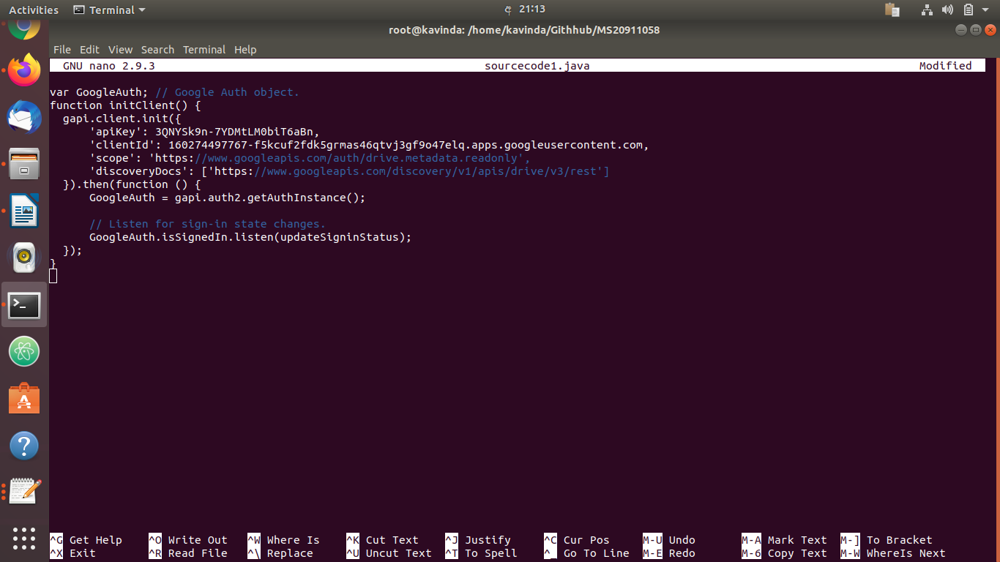 Activities Terminal 21:13
root@kavinda: /home/kavinda/Githhub/MS20911058
File Edit View Search Terminal Help
GNU nano 2.9.3 sourcecode1.java Modified
var GoogleAuth; // Google Auth object.
function initClient() {
  gapi.client.init({
      'apiKey': 3QNYSk9n-7YDMtLM0biT6aBn,
      'clientId': 160274497767-f5kcuf2fdk5grmas46qtvj3gf9o47elq.apps.googleusercontent.com,
      'scope': 'https://www.googleapis.com/auth/drive.metadata.readonly',
      'discoveryDocs': ['https://www.googleapis.com/discovery/v1/apis/drive/v3/rest']
  }).then(function () {
      GoogleAuth = gapi.auth2.getAuthInstance();
      // Listen for sign-in state changes.
      GoogleAuth.isSignedIn.listen(updateSigninStatus);
  });
}
^G Get Help ^O Write Out ^W Where Is ^K Cut Text ^J Justify ^C Cur Pos M-U Undo M-A Mark Text M-] To Bracket
^X Exit ^R Read File ^\ Replace ^U Uncut Text ^T To Spell ^_ Go To Line M-E Redo M-6 Copy Text M-W WhereIs Next